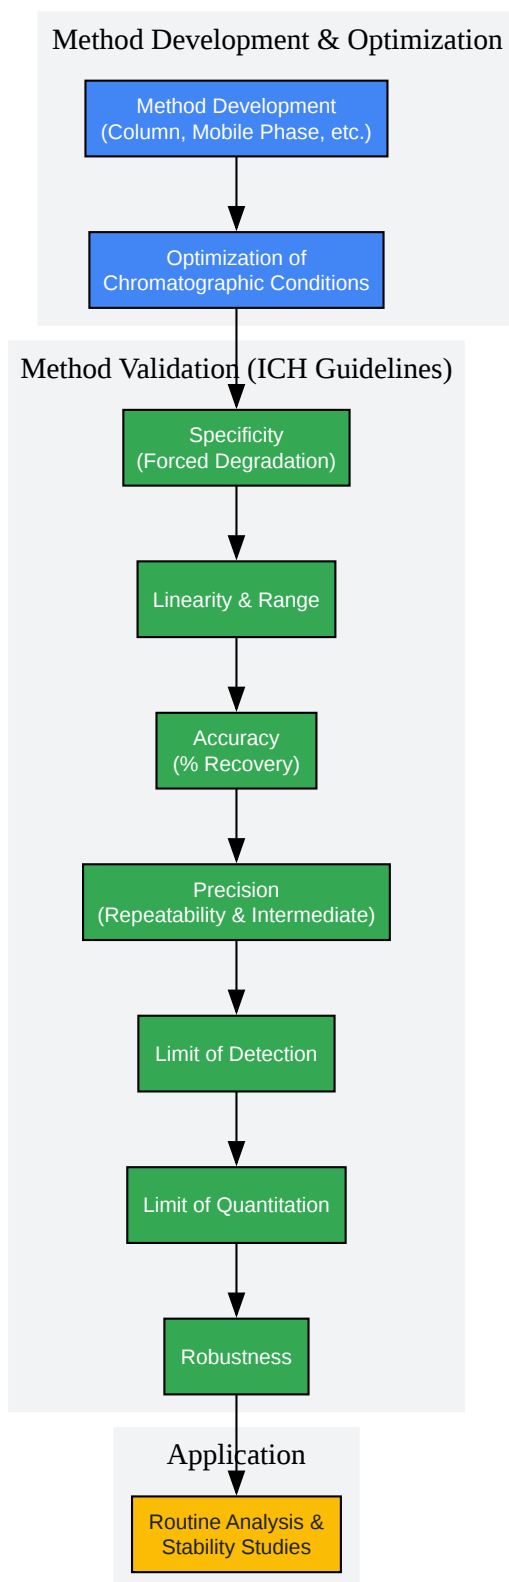 Method Development & Optimization
Method Development
(Column, Mobile Phase, etc.)
Optimization of
Chromatographic Conditions
Method Validation (ICH Guidelines)
Specificity
(Forced Degradation)
Linearity & Range
Accuracy
(% Recovery)
Precision
(Repeatability & Intermediate)
Limit of Detection
Limit of Quantitation
Robustness
Application
Routine Analysis &
Stability Studies